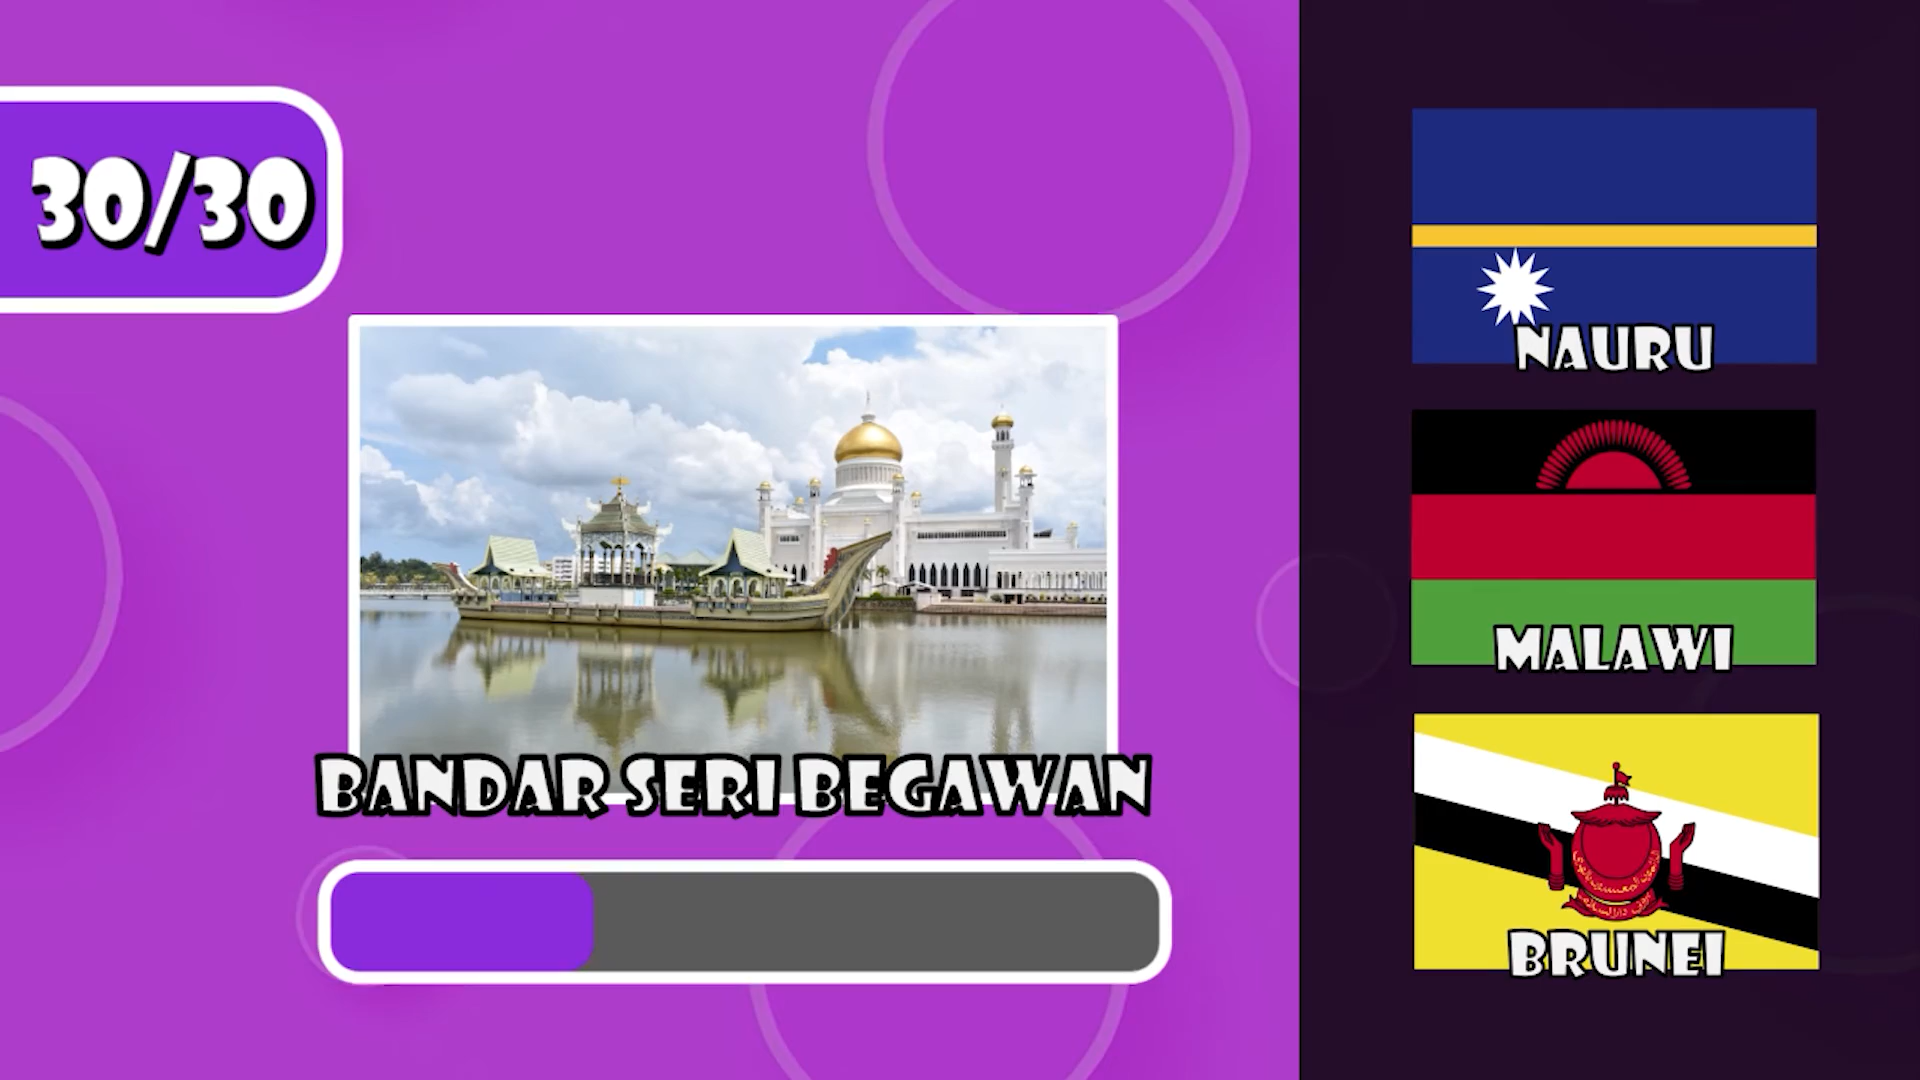 30/30
BANDAR SERI BEGAWAN
NAURU
MALAWI
BRUNEI